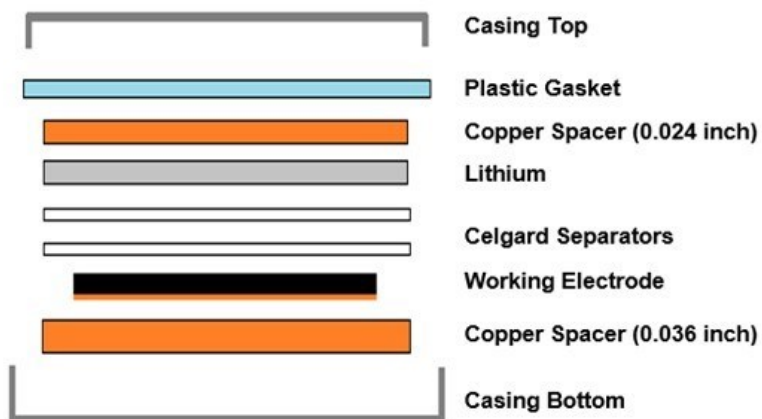 Casing Top
Plastic Gasket
Copper Spacer (0.024 inch)
Lithium
Celgard Separators
Working Electrode
Copper Spacer (0.036 inch)
Casing Bottom